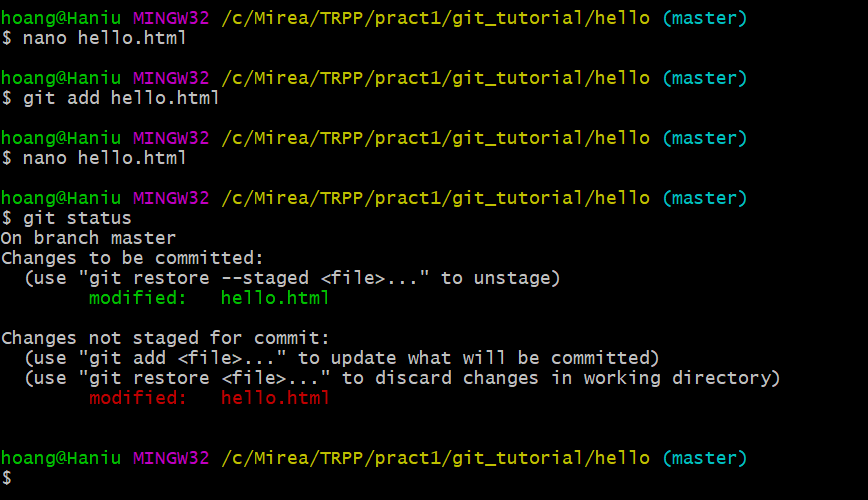 hoang@Haniu MINGW32 /c/Mirea/TRPP/pract1/git_tutorial/hello (master)
$ nano hello.html
hoang@Haniu MINGW32 /c/Mirea/TRPP/pract1/git_tutorial/hello (master)
$ git add hello.html
hoang@Haniu MINGW32 /c/Mirea/TRPP/pract1/git_tutorial/hello (master)
$ nano hello.html
hoang@Haniu MINGW32 /c/Mirea/TRPP/pract1/git_tutorial/hello (master)
$ git status
On branch master
Changes to be committed:
  (use "git restore --staged <file>..." to unstage)
        modified:   hello.html
Changes not staged for commit:
  (use "git add <file>..." to update what will be committed)
  (use "git restore <file>..." to discard changes in working directory)
        modified:   hello.html
hoang@Haniu MINGW32 /c/Mirea/TRPP/pract1/git_tutorial/hello (master)
$